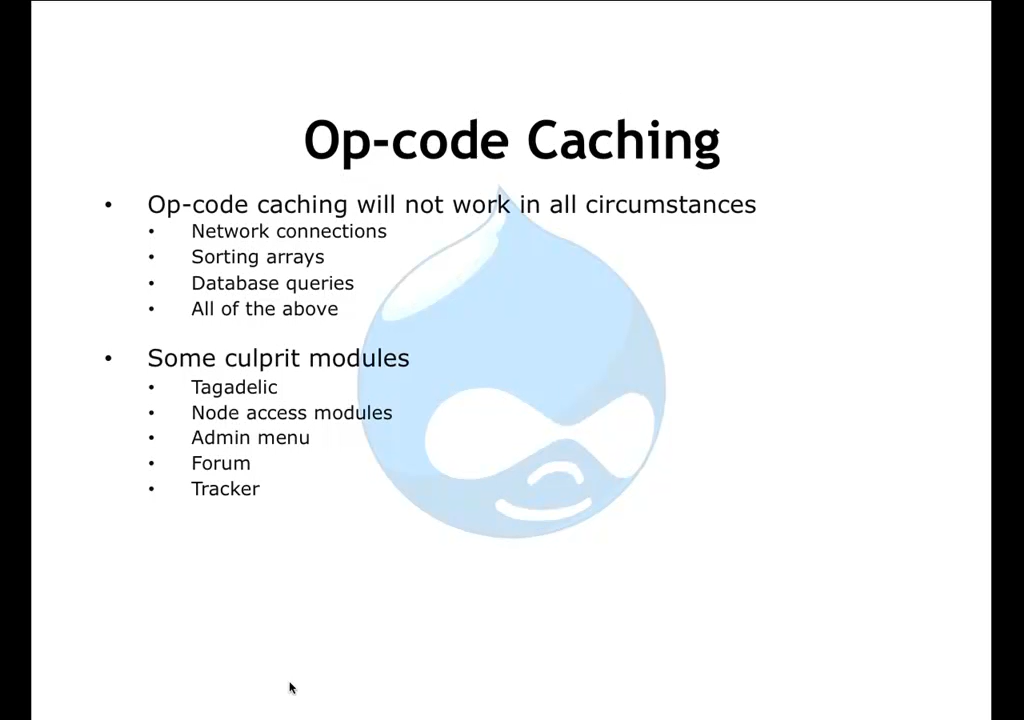 Op-code Caching
• Op-code caching will not work in all circumstances
• Network connections
• Sorting arrays
• Database queries
• All of the above
• Some culprit modules
• Tagadelic
• Node access modules
• Admin menu
• Forum
• Tracker